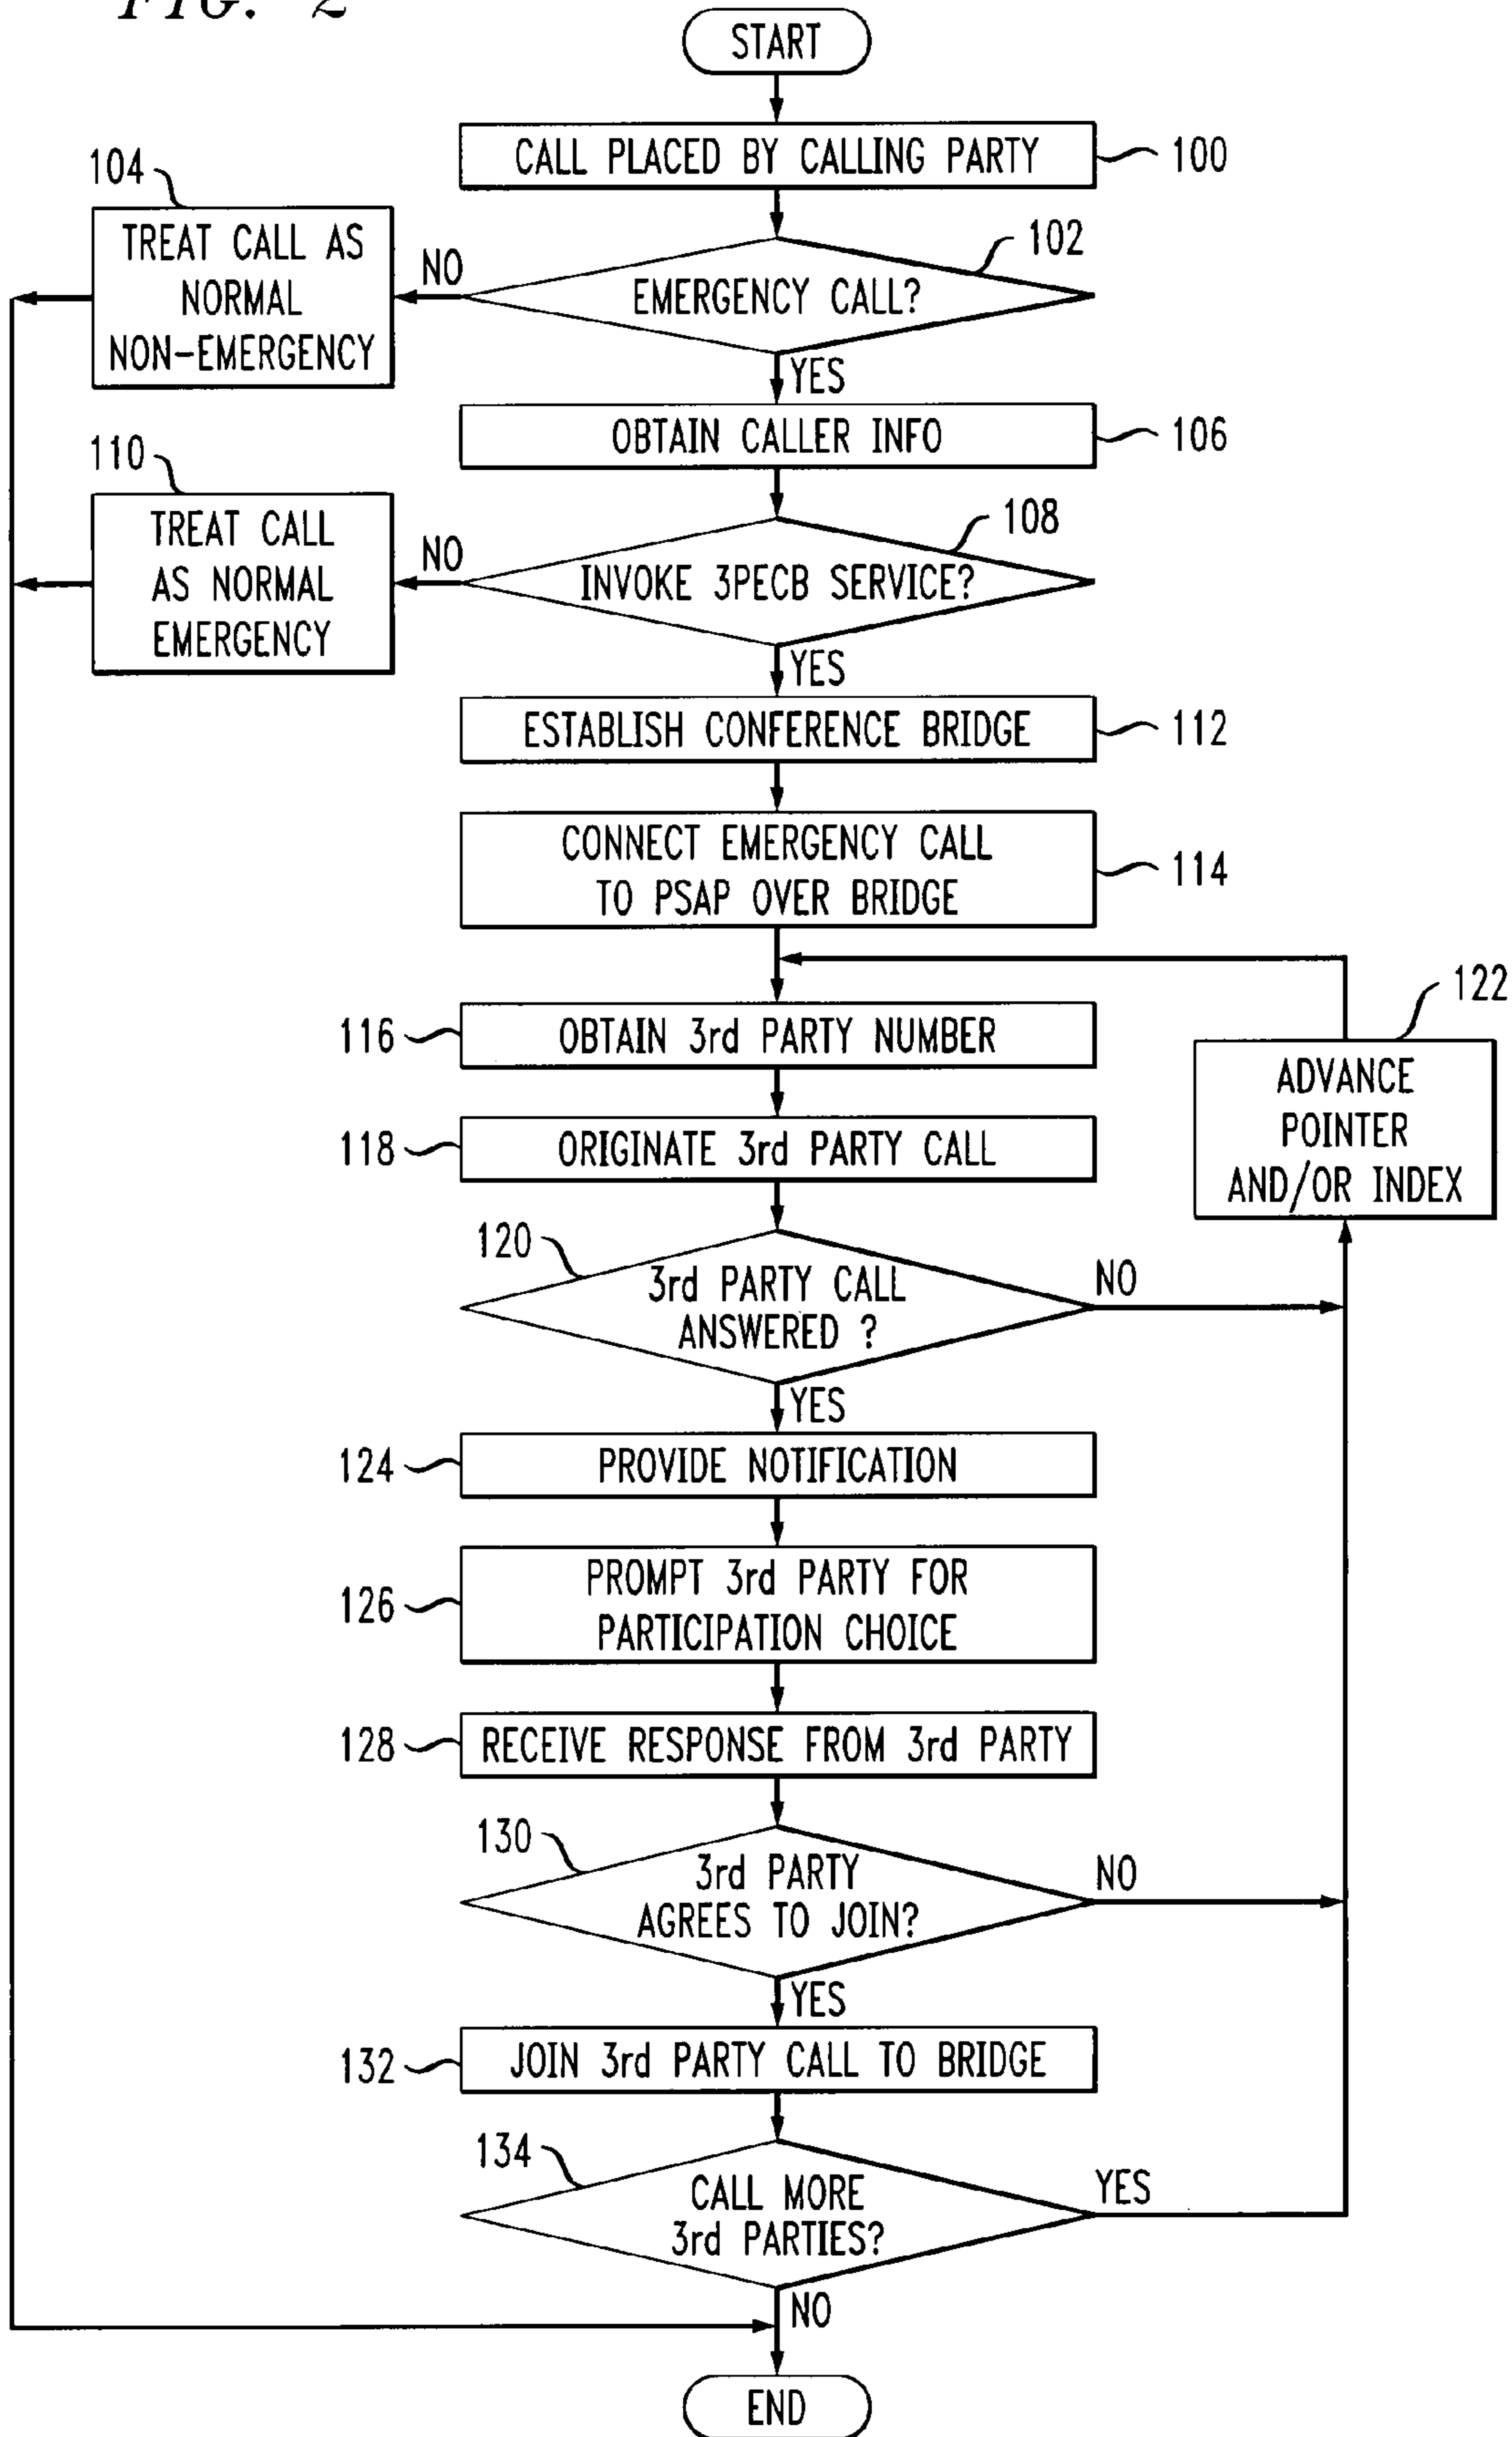 FIG. 2
START
CALL PLACED BY CALLING PARTY
100
104
TREAT CALL AS
NORMAL
NON-EMERGENCY
NO
EMERGENCY CALL?
102
YES
OBTAIN CALLER INFO
106
110
TREAT CALL
AS NORMAL
EMERGENCY
NO
INVOKE 3PECB SERVICE?
108
YES
ESTABLISH CONFERENCE BRIDGE
112
CONNECT EMERGENCY CALL
TO PSAP OVER BRIDGE
114
116
OBTAIN 3rd PARTY NUMBER
122
ADVANCE
POINTER
AND/OR INDEX
118
ORIGINATE 3rd PARTY CALL
120
3rd PARTY CALL
ANSWERED ?
NO
YES
124
PROVIDE NOTIFICATION
126
PROMPT 3rd PARTY FOR
PARTICIPATION CHOICE
128
RECEIVE RESPONSE FROM 3rd PARTY
130
3rd PARTY
AGREES TO JOIN?
NO
YES
132
JOIN 3rd PARTY CALL TO BRIDGE
134
CALL MORE
3rd PARTIES?
YES
NO
END